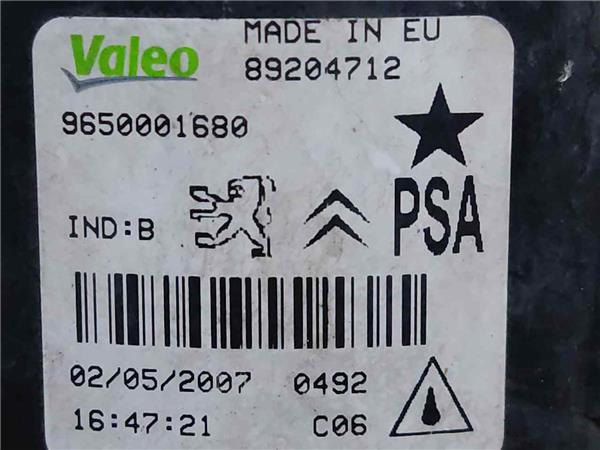 Valeo MADE IN EU
89204712
9650001680
IND:B PSA
02/05/2007 0492
16:47:21 C06